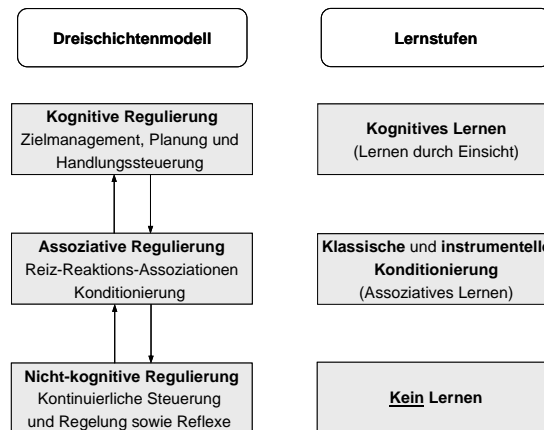 Dreischichtenmodell
Lernstufen
Kognitive Regulierung
Zielmanagement, Planung und
Handlungssteuerung
Kognitives Lernen
(Lernen durch Einsicht)
Assoziative Regulierung
Reiz-Reaktions-Assoziationen
Konditionierung
Klassische und instrumentelle
Konditionierung
(Assoziatives Lernen)
Nicht-kognitive Regulierung
Kontinuierliche Steuerung
und Regelung sowie Reflexe
Kein Lernen